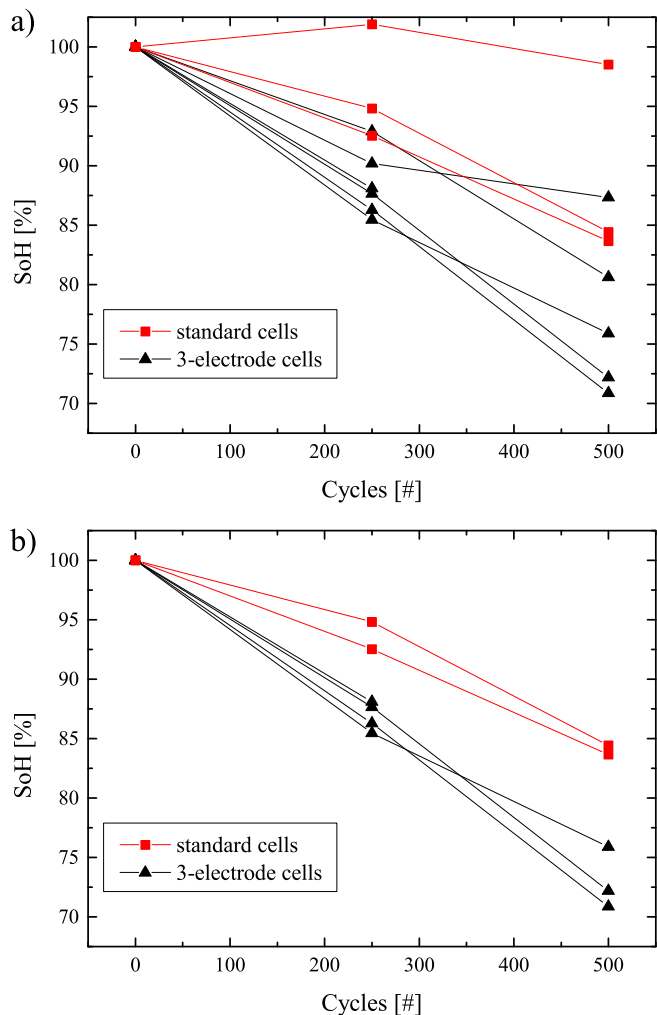 a)
100
95
90
85
80
75
70
SoH [%]
standard cells
3-electrode cells
0 100 200 300 400 500
Cycles [#]
b)
100
95
90
85
80
75
70
SoH [%]
standard cells
3-electrode cells
0 100 200 300 400 500
Cycles [#]